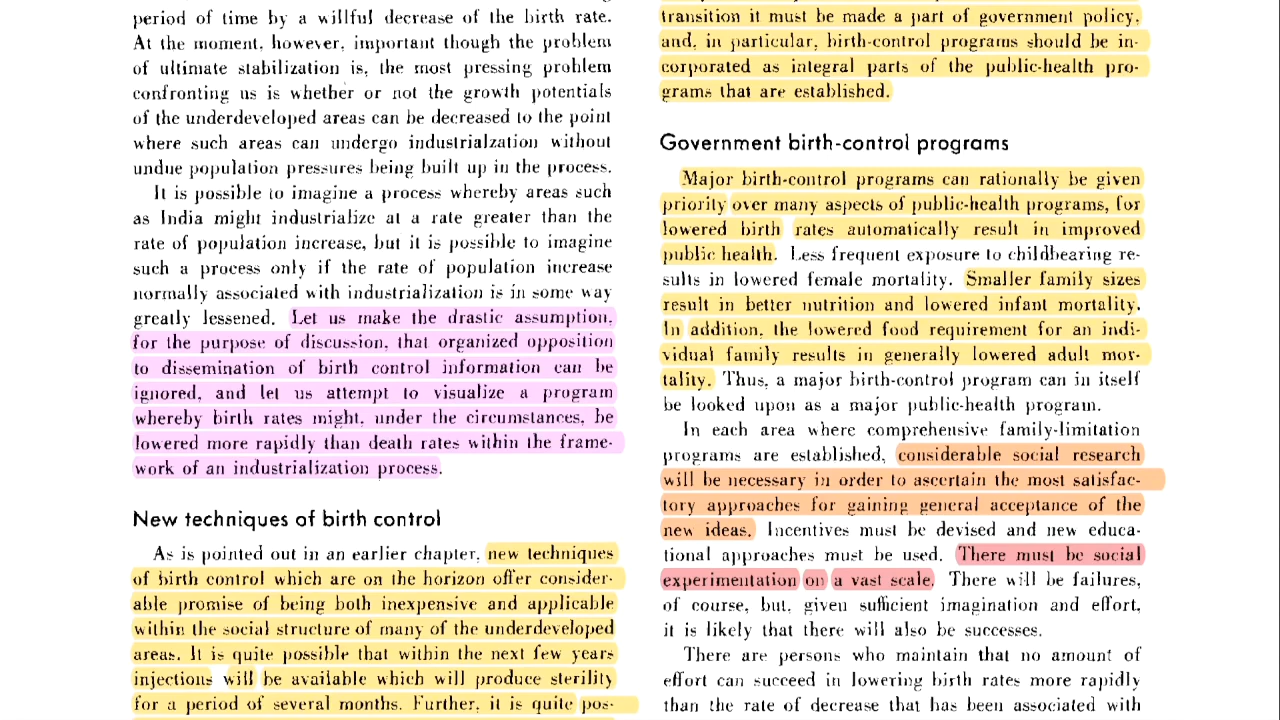 period of time by a willful decrease of the birth rate.
At the moment, however, important though the problem
of ultimate stabilization is, the most pressing problem
confronting us is whether or not the growth potentials
of the underdeveloped areas can be decreased to the point
where such areas can undergo industrialzation without
undue population pressures being built up in the process.
It is possible to imagine a process whereby areas such
as India might industrialize at a rate greater than the
rate of population increase, but it is possible to imagine
such a process only if the rate of population increase
normally associated with industrialization is in some way
greatly lessened. Let us make the drastic assumption,
for the purpose of discussion, that organized opposition
to dissemination of birth control information can be
ignored, and let us attempt to visualize a program
whereby birth rates might, under the circumstances, be
lowered more rapidly than death rates within the frame-
work of an industrialization process.
New techniques of birth control
As is pointed out in an earlier chapter, new techniques
of birth control which are on the horizon offer consider-
able promise of being both inexpensive and applicable
within the social structure of many of the underdeveloped
areas. It is quite possible that within the next few years
injections will be available which will produce sterility
for a period of several months. Further, it is quite pos-
transition it must be made a part of government policy,
and, in particular, birth-control programs should be in-
corporated as integral parts of the public-health pro-
grams that are established.
Government birth-control programs
Major birth-control programs can rationally be given
priority over many aspects of public-health programs, for
lowered birth rates automatically result in improved
public health. Less frequent exposure to childbearing re-
sults in lowered female mortality. Smaller family sizes
result in better nutrition and lowered infant mortality.
In addition, the lowered food requirement for an indi-
vidual family results in generally lowered adult mor-
tality. Thus, a major birth-control program can in itself
be looked upon as a major public-health program.
In each area where comprehensive family-limitation
programs are established, considerable social research
will be necessary in order to ascertain the most satisfac-
tory approaches for gaining general acceptance of the
new ideas. Incentives must be devised and new educa-
tional approaches must be used. There must be social
experimentation on a vast scale. There will be failures,
of course, but, given sufficient imagination and effort,
it is likely that there will also be successes.
There are persons who maintain that no amount of
effort can succeed in lowering birth rates more rapidly
than the rate of decrease that has been associated with